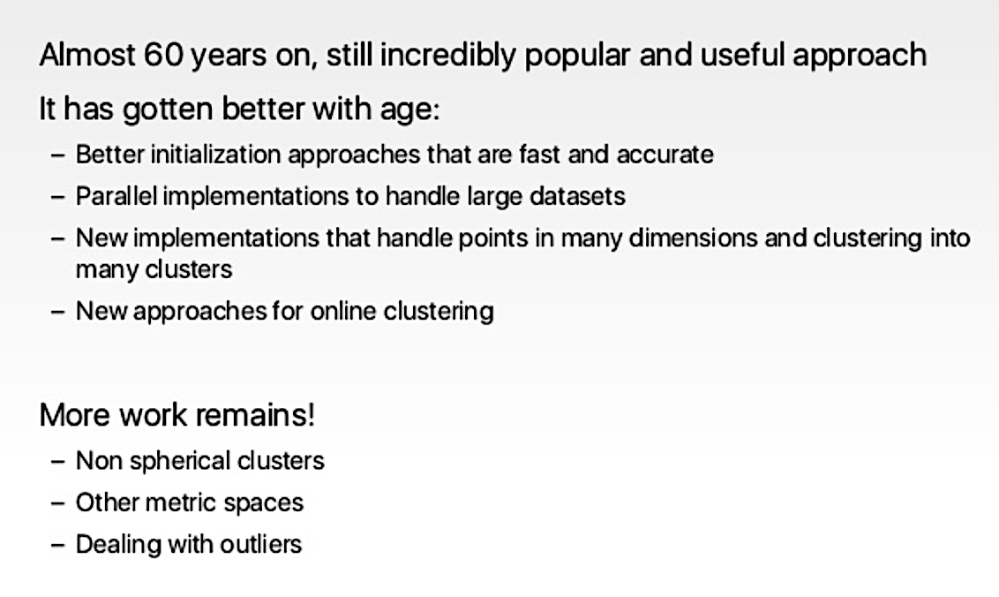 Almost 60 years on, still incredibly popular and useful approach
It has gotten better with age:
– Better initialization approaches that are fast and accurate
– Parallel implementations to handle large datasets
– New implementations that handle points in many dimensions and clustering into
many clusters
– New approaches for online clustering
More work remains!
– Non spherical clusters
– Other metric spaces
– Dealing with outliers